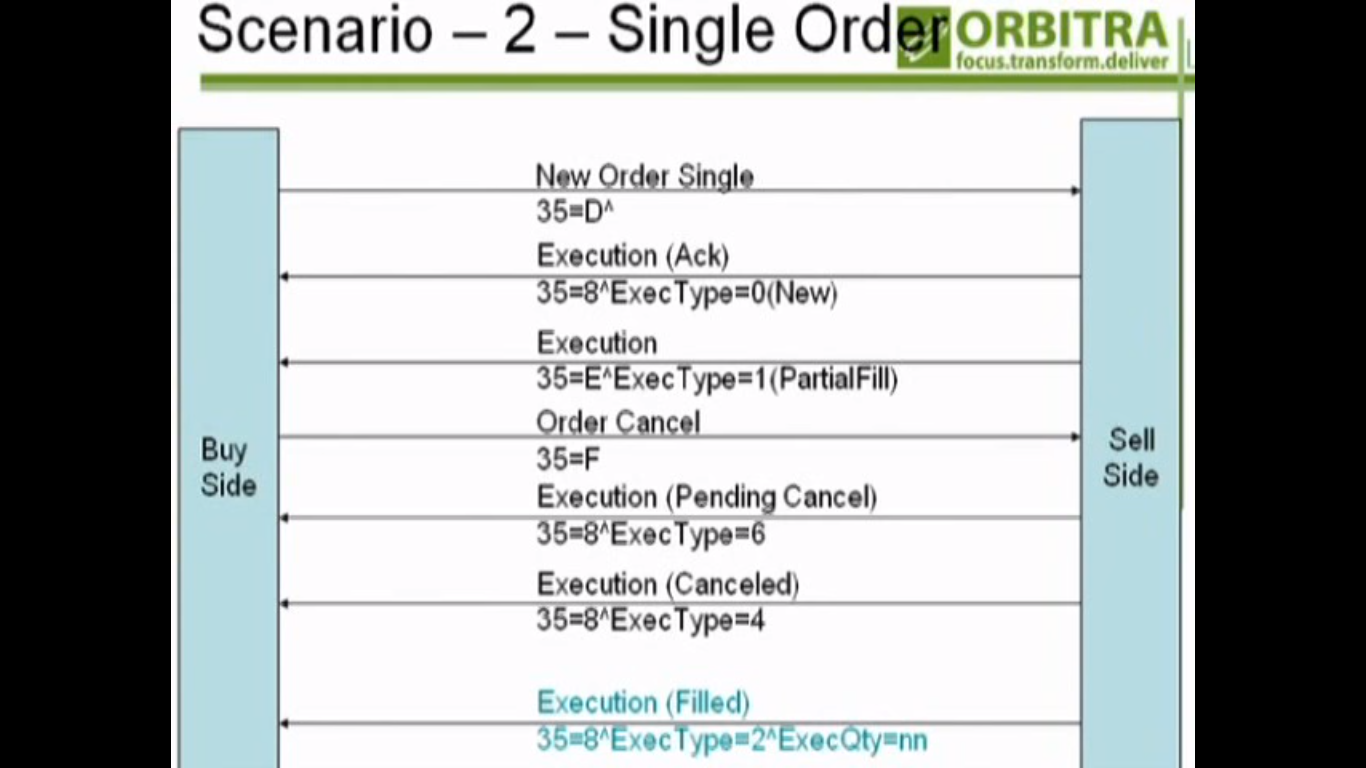 Scenario – 2 – Single Order
ORBITRA
focus.transform.deliver
New Order Single
35=D^
Execution (Ack)
35=8^ExecType=0(New)
Execution
35=E^ExecType=1(PartialFill)
Order Cancel
35=F
Buy
Side
Sell
Side
Execution (Pending Cancel)
35=8^ExecType=6
Execution (Canceled)
35=8^ExecType=4
Execution (Filled)
35=8^ExecType=2^ExecQty=nn